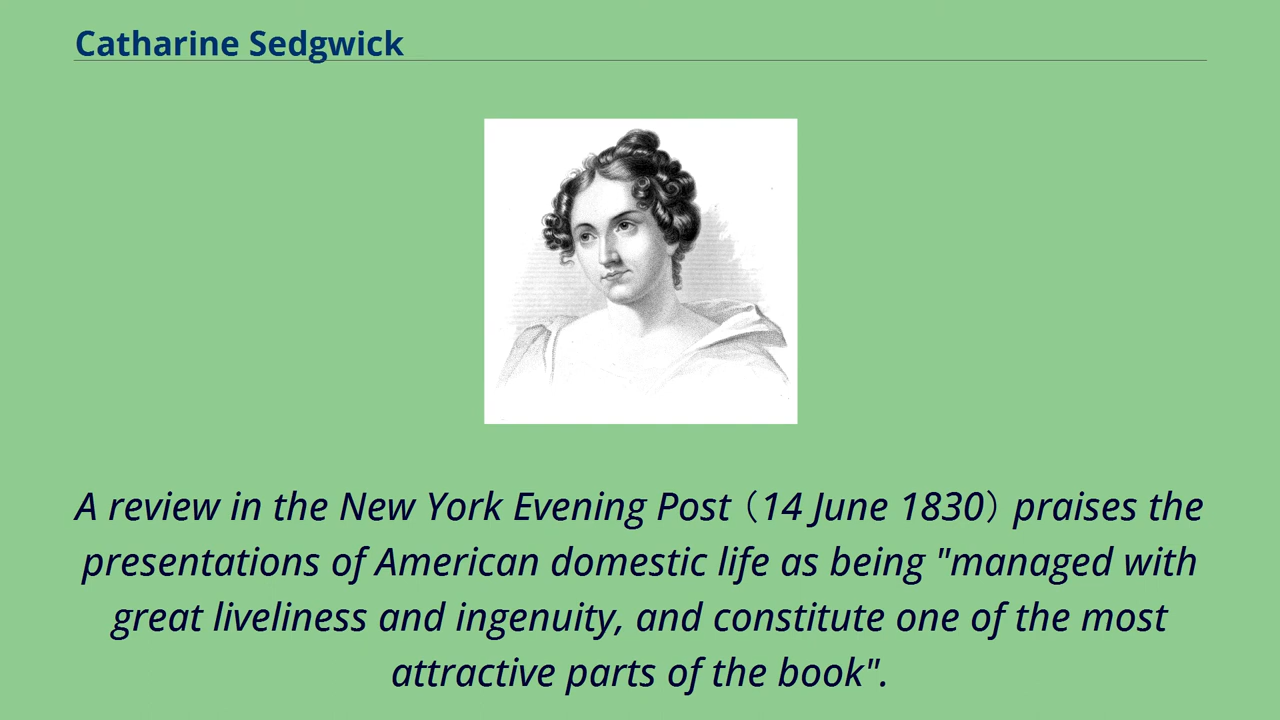 Catharine Sedgwick
A review in the New York Evening Post（14 June 1830）praises the
presentations of American domestic life as being "managed with
great liveliness and ingenuity, and constitute one of the most
attractive parts of the book".